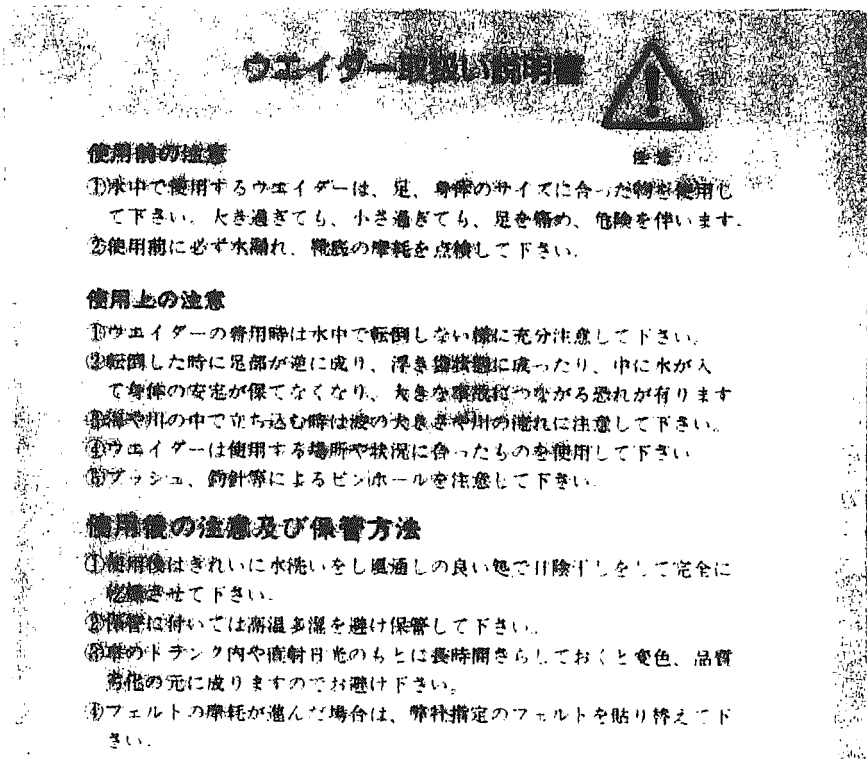 ウエイダー取扱い説明書
使用前の注意
注意
①水中で使用するウエイダーは、足、身体のサイズに合った物を使用し
て下さい。大き過ぎても、小さ過ぎても、足を痛め、危険を伴います.
②使用前に必ず水漏れ、靴底の摩耗を点検して下さい.
使用上の注意
①ウエイダーの着用時は水中で転倒しない様に充分注意して下さい.
②転倒した時に足部が逆に成り、浮き袋状態に成ったり、中に水が入
て身体の安定が保てなくなり、大きな事故につながる恐れが有ります
③海や川の中で立ち込む時は波の大きさや川の流れに注意して下さい。
④ウエイダーは使用する場所や状況に合ったものを使用して下さい
⑤ブッシュ、釣針等によるピンホールを注意して下さい.
使用後の注意及び保管方法
①使用後はきれいに水洗いをし風通しの良い処で日陰干しをして完全に
乾燥させて下さい.
②保管に付いては高温多湿を避け保管して下さい.
③車のトランク内や直射日光のもとは長時間さらしておくと変色、品質
劣化の元に成りますのでお避け下さい。
④フェルトの摩耗が進んだ場合は、弊社指定のフェルトを貼り替えて下
さい.